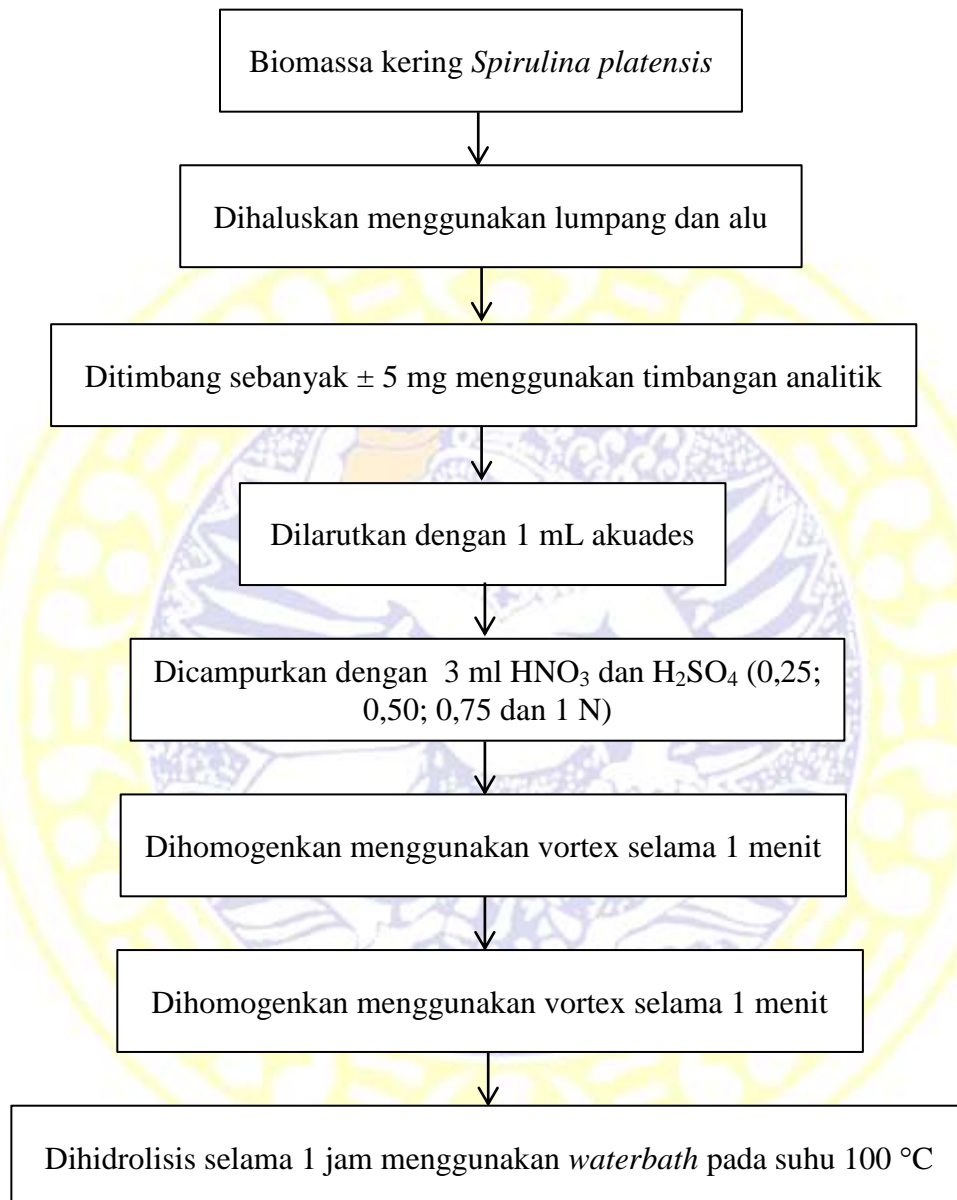 Biomassa kering Spirulina platensis
Dihaluskan menggunakan lumpang dan alu
Ditimbang sebanyak ± 5 mg menggunakan timbangan analitik
Dilarutkan dengan 1 mL akuades
Dicampurkan dengan  3 ml HNO₃ dan H₂SO₄ (0,25;
0,50; 0,75 dan 1 N)
Dihomogenkan menggunakan vortex selama 1 menit
Dihomogenkan menggunakan vortex selama 1 menit
Dihidrolisis selama 1 jam menggunakan waterbath pada suhu 100 °C